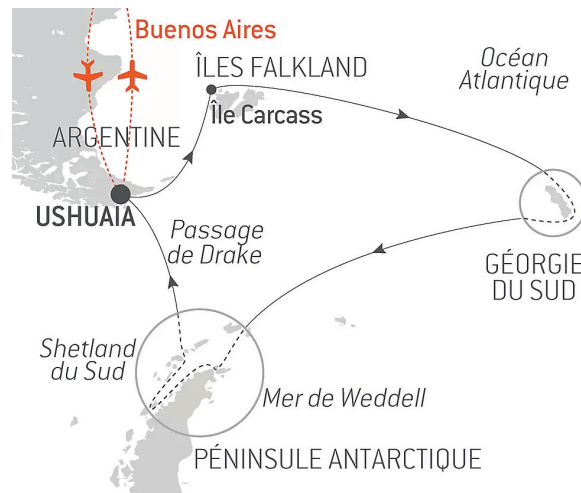 Buenos Aires
Océan
Atlantique
ÎLES FALKLAND
Île Carcass
ARGENTINE
USHUAIA
Passage
de Drake
GÉORGIE
DU SUD
Shetland
du Sud
Mer de Weddell
PÉNINSULE ANTARCTIQUE